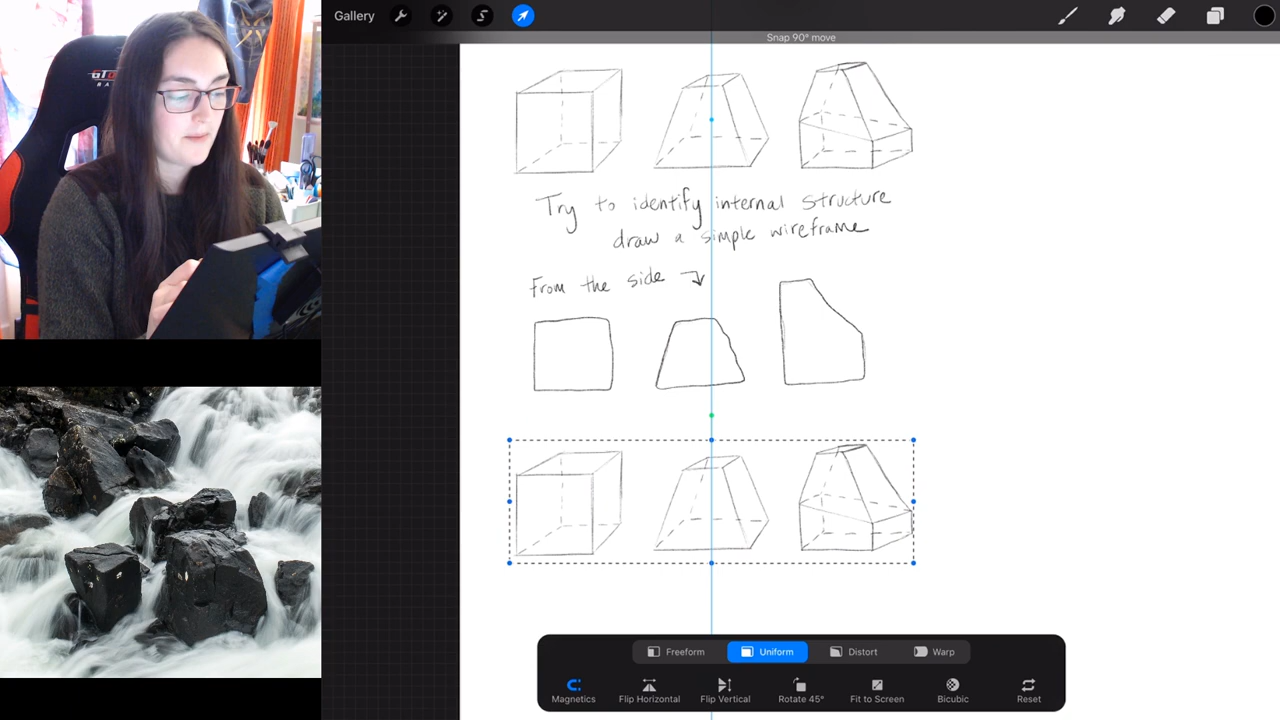 Gallery
Snap 90° move
Try to identify internal structure
draw a simple wireframe
From the side
Freeform
Uniform
Distort
Warp
Magnetics
Flip Horizontal
Flip Vertical
Rotate 45°
Fit to Screen
Bicubic
Reset